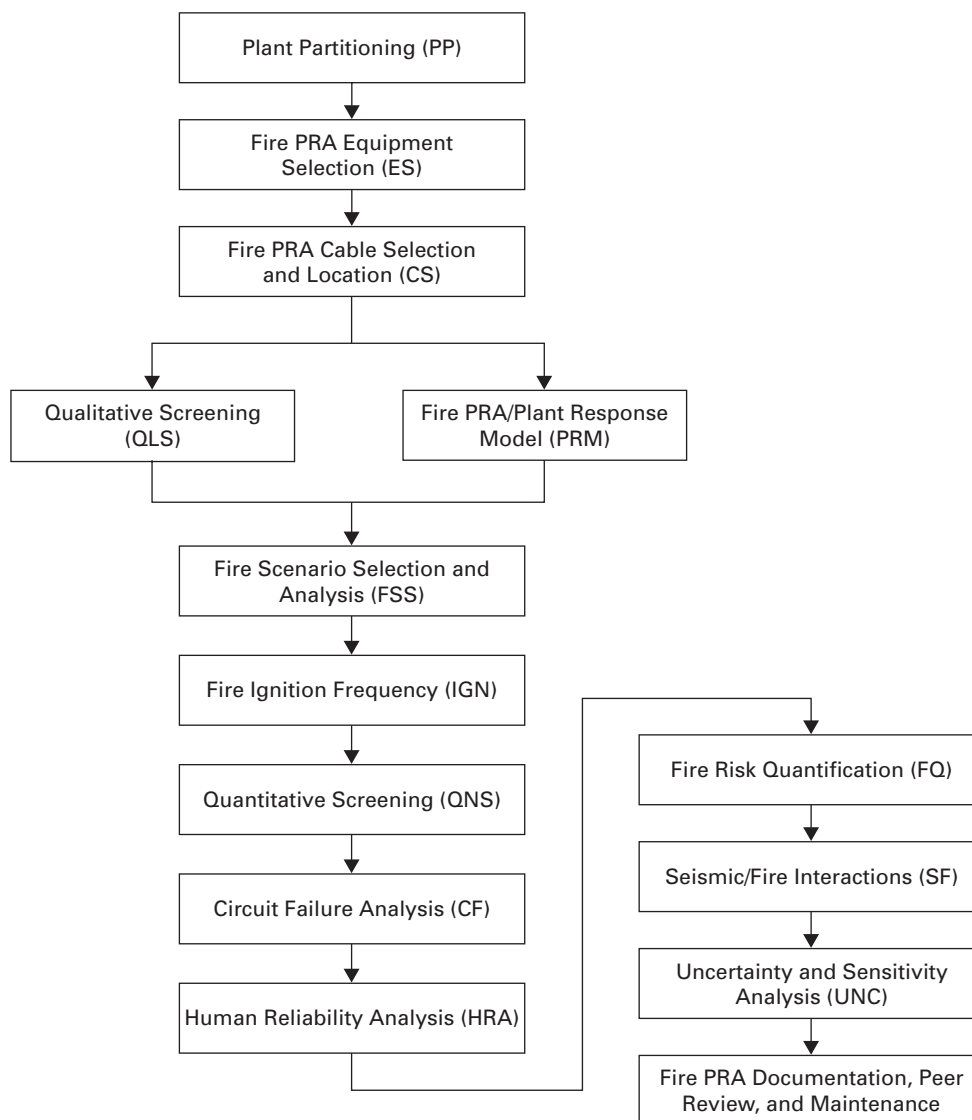 Plant Partitioning (PP)
Fire PRA Equipment
Selection (ES)
Fire PRA Cable Selection
and Location (CS)
Qualitative Screening
(QLS)
Fire PRA/Plant Response
Model (PRM)
Fire Scenario Selection and
Analysis (FSS)
Fire Ignition Frequency (IGN)
Quantitative Screening (QNS)
Circuit Failure Analysis (CF)
Human Reliability Analysis (HRA)
Fire Risk Quantification (FQ)
Seismic/Fire Interactions (SF)
Uncertainty and Sensitivity
Analysis (UNC)
Fire PRA Documentation, Peer
Review, and Maintenance